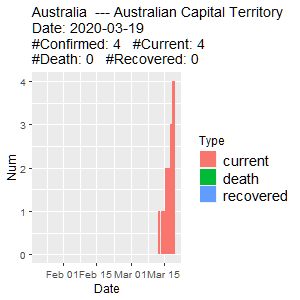 Australia  --- Australian Capital Territory
Date: 2020-03-19
#Confirmed: 4   #Current: 4
#Death: 0   #Recovered: 0
4
3
2
1
0
Num
Feb 01 Feb 15 Mar 01 Mar 15
Date
Type
current
death
recovered